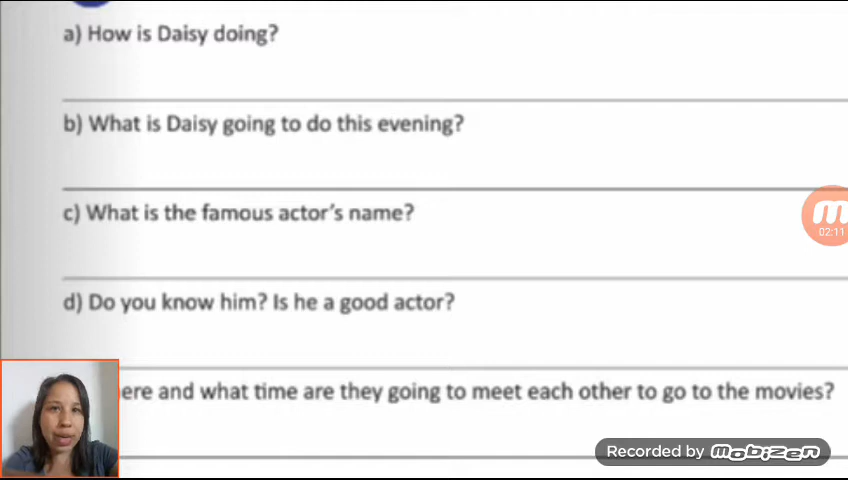 a) How is Daisy doing?
b) What is Daisy going to do this evening?
c) What is the famous actor's name?
d) Do you know him? Is he a good actor?
ere and what time are they going to meet each other to go to the movies?
02:11
Recorded by mobizen